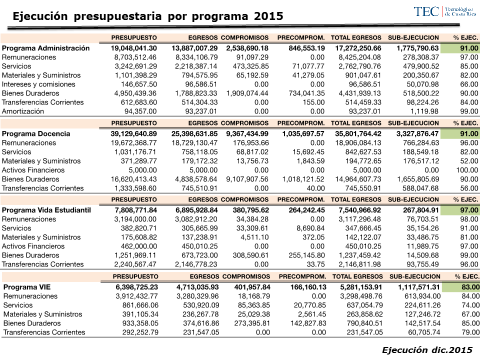 Ejecución presupuestaria por programa 2015
TEC Tecnológico de Costa Rica
PRESUPUESTO EGRESOS COMPROMISOS PRECOMPROM. TOTAL EGRESOS SUB-EJECUCION % EJEC.
Programa Administración 19,048,041.30 13,887,007.29 2,538,690.18 846,553.19 17,272,250.66 1,775,790.63 91.00
Remuneraciones 8,703,512.46 8,334,106.79 91,097.29 0.00 8,425,204.08 278,308.37 97.00
Servicios 3,242,691.29 2,218,387.14 473,325.85 71,077.77 2,762,790.76 479,900.52 85.00
Materiales y Suministros 1,101,398.29 794,575.95 65,192.59 41,279.05 901,047.61 200,350.67 82.00
Intereses y comisiones 146,657.50 96,586.51 0.00 0.00 96,586.51 50,070.98 66.00
Bienes Duraderos 4,950,439.36 1,788,823.33 1,909,074.44 734,041.35 4,431,939.13 518,500.22 90.00
Transferencias Corrientes 612,683.60 514,304.33 0.00 155.00 514,459.33 98,224.26 84.00
Amortización 94,357.00 93,237.01 0.00 0.00 93,237.01 1,119.98 99.00
PRESUPUESTO EGRESOS COMPROMISOS PRECOMPROM. TOTAL EGRESOS SUB-EJECUCION % EJEC.
Programa Docencia 39,129,640.89 25,398,631.85 9,367,434.99 1,035,697.57 35,801,764.42 3,327,876.47 91.00
Remuneraciones 19,672,368.77 18,729,130.47 176,953.66 0.00 18,906,084.13 766,284.63 96.00
Servicios 1,031,176.71 758,118.05 68,817.02 15,692.45 842,627.53 188,549.18 82.00
Materiales y Suministros 371,289.77 179,172.32 13,756.73 1,843.59 194,772.65 176,517.12 52.00
Activos Financieros 5,000.00 5,000.00 0.00 0.00 5,000.00 0.00 100.00
Bienes Duraderos 16,620,413.43 4,838,578.64 9,107,907.56 1,018,121.52 14,964,607.73 1,655,805.69 90.00
Transferencias Corrientes 1,333,598.60 745,510.91 0.00 40.00 745,550.91 588,047.68 56.00
PRESUPUESTO EGRESOS COMPROMISOS PRECOMPROM. TOTAL EGRESOS SUB-EJECUCION % EJEC.
Programa Vida Estudiantil 7,808,771.84 6,895,928.84 380,795.62 264,242.45 7,540,966.92 267,804.91 97.00
Remuneraciones 3,194,000.00 3,082,912.20 34,384.28 0.00 3,117,296.48 76,703.51 98.00
Servicios 382,820.71 305,665.99 33,309.61 8,690.84 347,666.45 35,154.26 91.00
Materiales y Suministros 175,608.82 137,238.91 4,511.10 372.05 142,122.07 33,486.75 81.00
Activos Financieros 462,000.00 450,010.25 0.00 0.00 450,010.25 11,989.75 97.00
Bienes Duraderos 1,251,969.11 673,723.00 308,590.61 255,145.80 1,237,459.42 14,509.68 99.00
Transferencias Corrientes 2,240,567.47 2,146,778.23 0.00 33.75 2,146,811.98 93,755.49 96.00
PRESUPUESTO EGRESOS COMPROMISOS PRECOMPROM. TOTAL EGRESOS SUB-EJECUCION % EJEC.
Programa VIE 6,398,725.23 4,713,035.93 401,957.84 166,160.13 5,281,153.91 1,117,571.31 83.00
Remuneraciones 3,912,432.77 3,280,329.96 18,168.79 0.00 3,298,498.76 613,934.00 84.00
Servicios 861,666.06 530,920.09 85,363.85 20,770.85 637,054.79 224,611.26 74.00
Materiales y Suministros 391,105.34 236,267.78 25,029.38 2,561.45 263,858.62 127,246.72 67.00
Bienes Duraderos 933,358.05 374,616.86 273,395.81 142,827.83 790,840.51 142,517.54 85.00
Transferencias Corrientes 292,252.79 231,547.05 0.00 0.00 231,547.05 60,705.74 79.00
Ejecución dic.2015